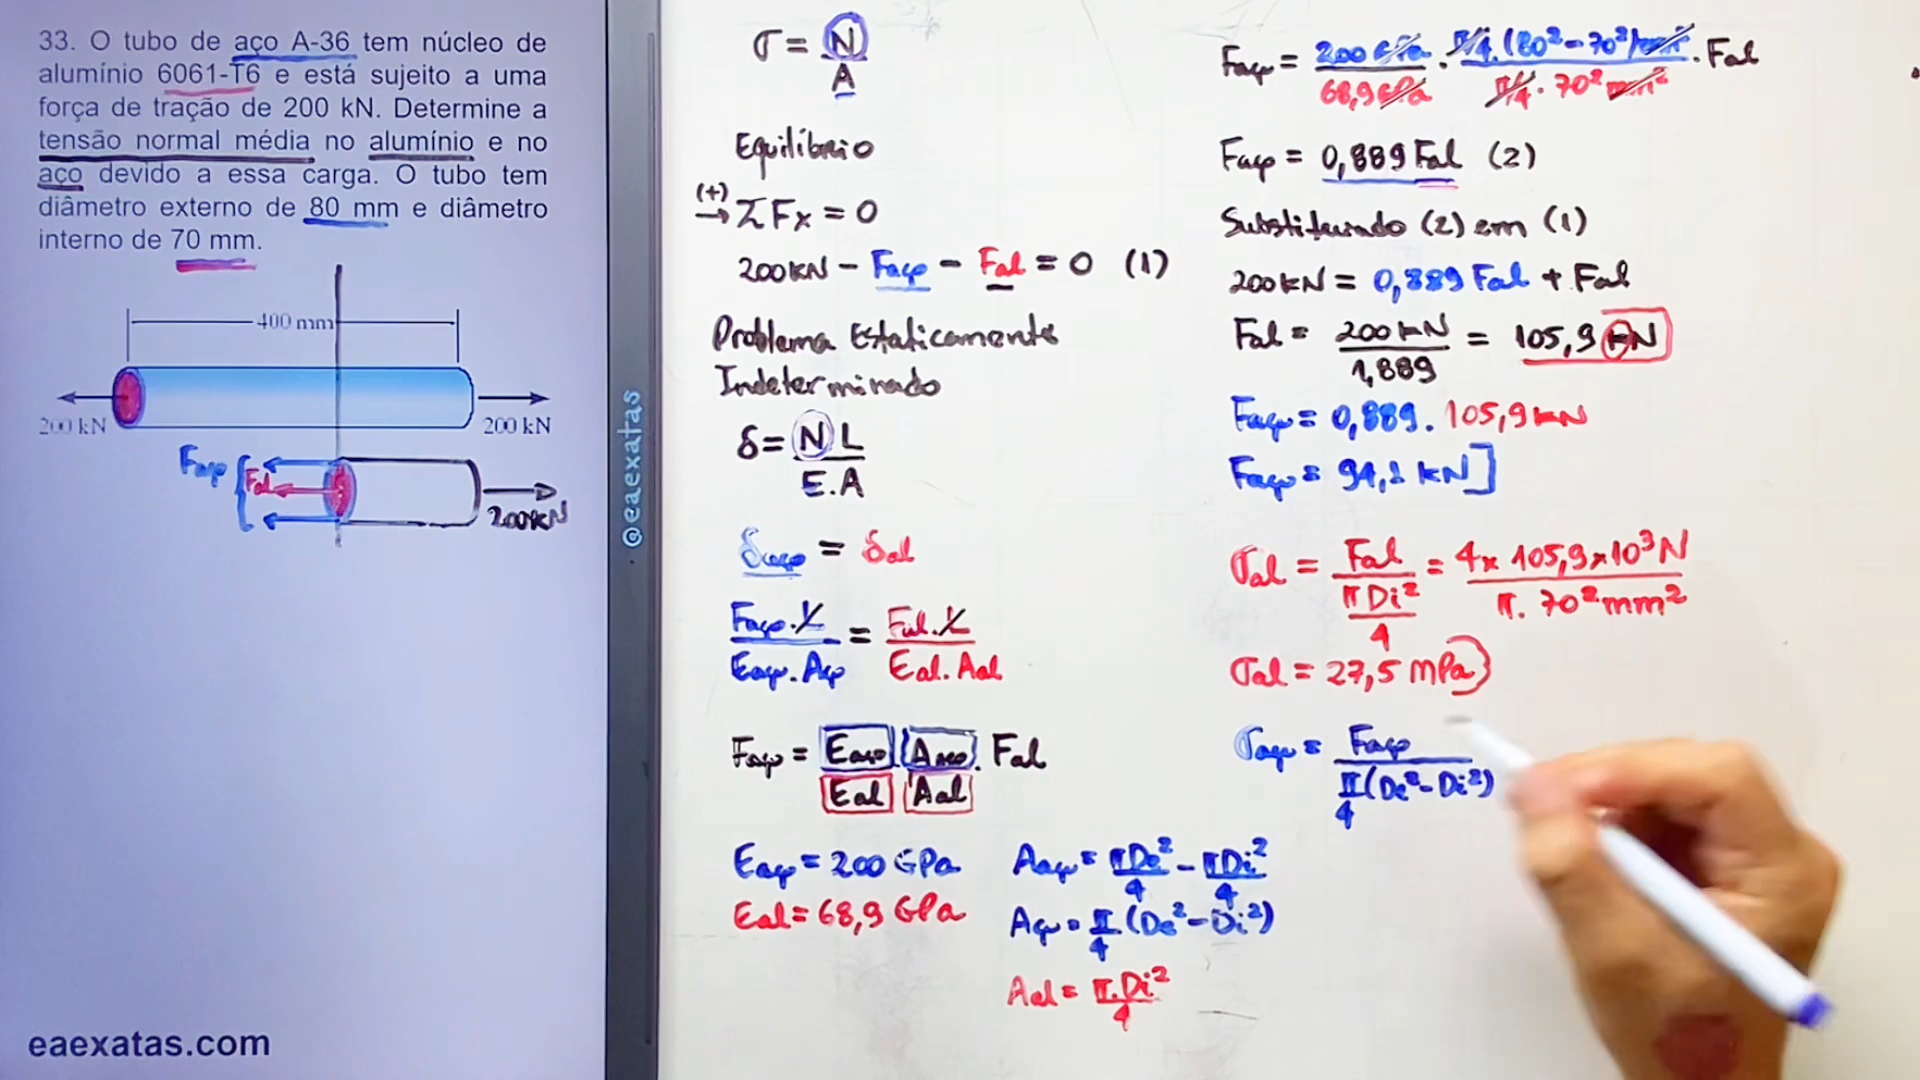 33. O tubo de aço A-36 tem núcleo de
alumínio 6061-T6 e está sujeito a uma
força de tração de 200 kN. Determine a
tensão normal média no alumínio e no
aço devido a essa carga. O tubo tem
diâmetro externo de 80 mm e diâmetro
interno de 70 mm.
400 mm
200 kN
200 kN
Faço
Fal
200kN
eaexatas.com
@eaexatas
σ = N/A
Equilíbrio
(+) → ΣFx = 0
200kN - Faço - Fal = 0 (1)
Problema Estaticamente
Indeterminado
δ = NL/E.A
δaço = δal
Faço.L/Eaço.Aço = Fal.L/Eal.Aal
Faço = Eaço/Eal . Aaço/Aal . Fal
Eaço = 200 GPa
Eal = 68,9 GPa
Aaço = πDe²/4 - πDi²/4
Aço = π/4.(De² - Di²)
Aal = π.Di²/4
Faço = 200 GPa/68,9 GPa . π/4.(80² - 70²)mm²/π/4.70² mm² . Fal
Faço = 0,889 Fal (2)
Substituindo (2) em (1)
200kN = 0,889 Fal + Fal
Fal = 200kN/1,889 = 105,9 kN
Faço = 0,889. 105,9 kN
Faço = 94,1 kN]
σal = Fal/πDi²/4 = 4x 105,9x10³N/π. 70² mm²
σal = 27,5 mPa
σaço = Faço/π/4(De² - Di²)